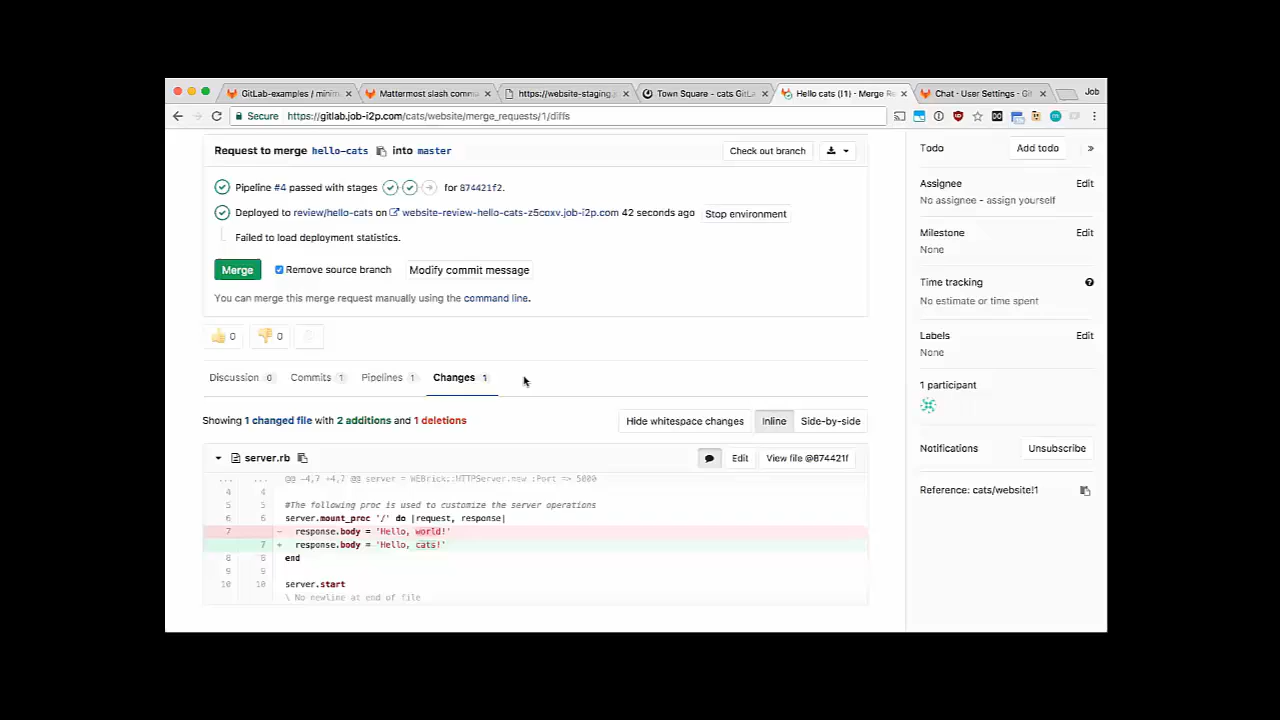 GitLab-examples / minim
Mattermost slash commu
https://website-staging.
Town Square - cats GitLa
Hello cats (!1) - Merge Re
Chat - User Settings - Git
Job
Secure https://gitlab.job-i2p.com/cats/website/merge_requests/1/diffs
Request to merge hello-cats into master
Check out branch
Pipeline #4 passed with stages for 874421f2.
Deployed to review/hello-cats on website-review-hello-cats-z5coxv.job-i2p.com 42 seconds ago Stop environment
Failed to load deployment statistics.
Merge Remove source branch Modify commit message
You can merge this merge request manually using the command line.
0 0
Discussion 0 Commits 1 Pipelines 1 Changes 1
Showing 1 changed file with 2 additions and 1 deletions
Hide whitespace changes Inline Side-by-side
server.rb
Edit View file @874421f
... ... @@ -4,7 +4,7 @@ server = WEBrick::HTTPServer.new :Port => 5000
4 4
5 5 #The following proc is used to customize the server operations
6 6 server.mount_proc '/' do |request, response|
7 - response.body = 'Hello, world!'
7 + response.body = 'Hello, cats!'
8 8 end
9 9
10 10 server.start
\ No newline at end of file
Todo Add todo »
Assignee Edit
No assignee - assign yourself
Milestone Edit
None
Time tracking
No estimate or time spent
Labels Edit
None
1 participant
Notifications Unsubscribe
Reference: cats/website!1